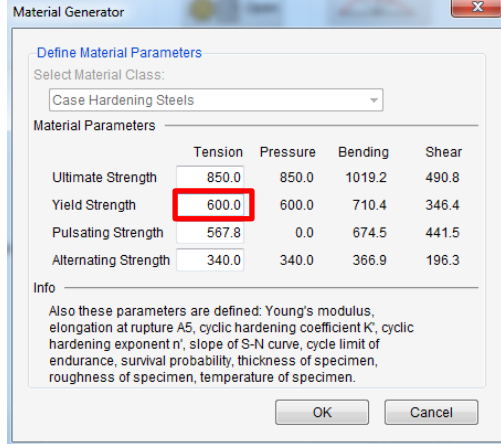 Material Generator
Define Material Parameters
Select Material Class:
Case Hardening Steels
Material Parameters
Tension Pressure Bending Shear
Ultimate Strength 850.0 850.0 1019.2 490.8
Yield Strength 600.0 600.0 710.4 346.4
Pulsating Strength 567.8 0.0 674.5 441.5
Alternating Strength 340.0 340.0 366.9 196.3
Info
Also these parameters are defined: Young's modulus,
elongation at rupture A5, cyclic hardening coefficient K', cyclic
hardening exponent n', slope of S-N curve, cycle limit of
endurance, survival probability, thickness of specimen,
roughness of specimen, temperature of specimen.
OK Cancel